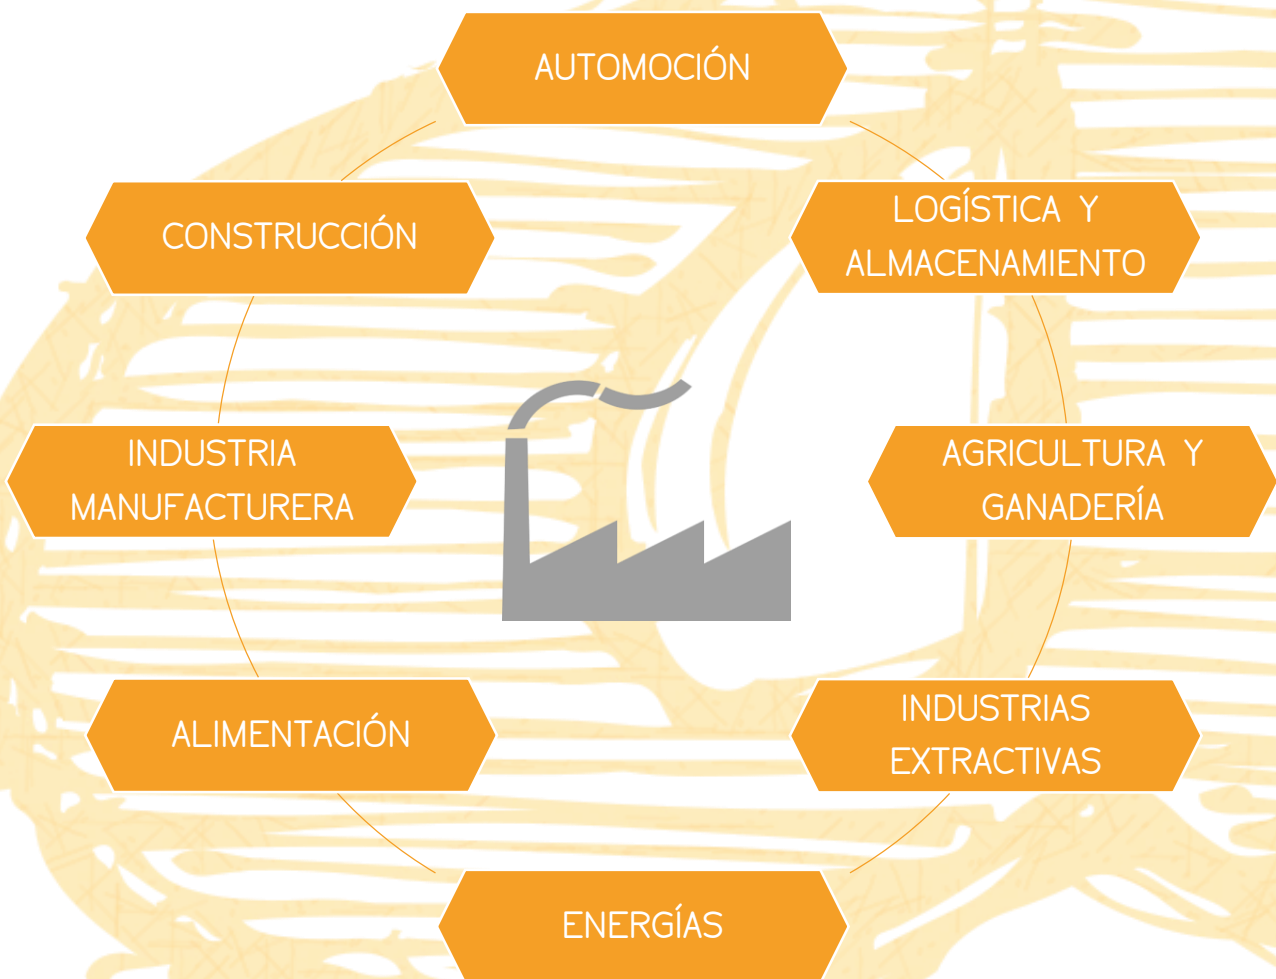 AUTOMOCIÓN
CONSTRUCCIÓN
LOGÍSTICA Y
ALMACENAMIENTO
INDUSTRIA
MANUFACTURERA
AGRICULTURA Y
GANADERÍA
ALIMENTACIÓN
INDUSTRIAS
EXTRACTIVAS
ENERGÍAS